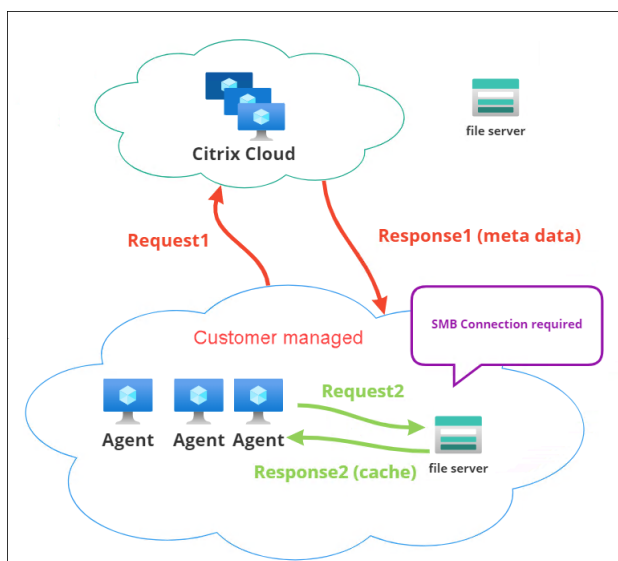 Citrix Cloud
file server
Request1
Response1 (meta data)
SMB Connection required
Customer managed
Request2
Agent Agent Agent
Response2 (cache)
file server